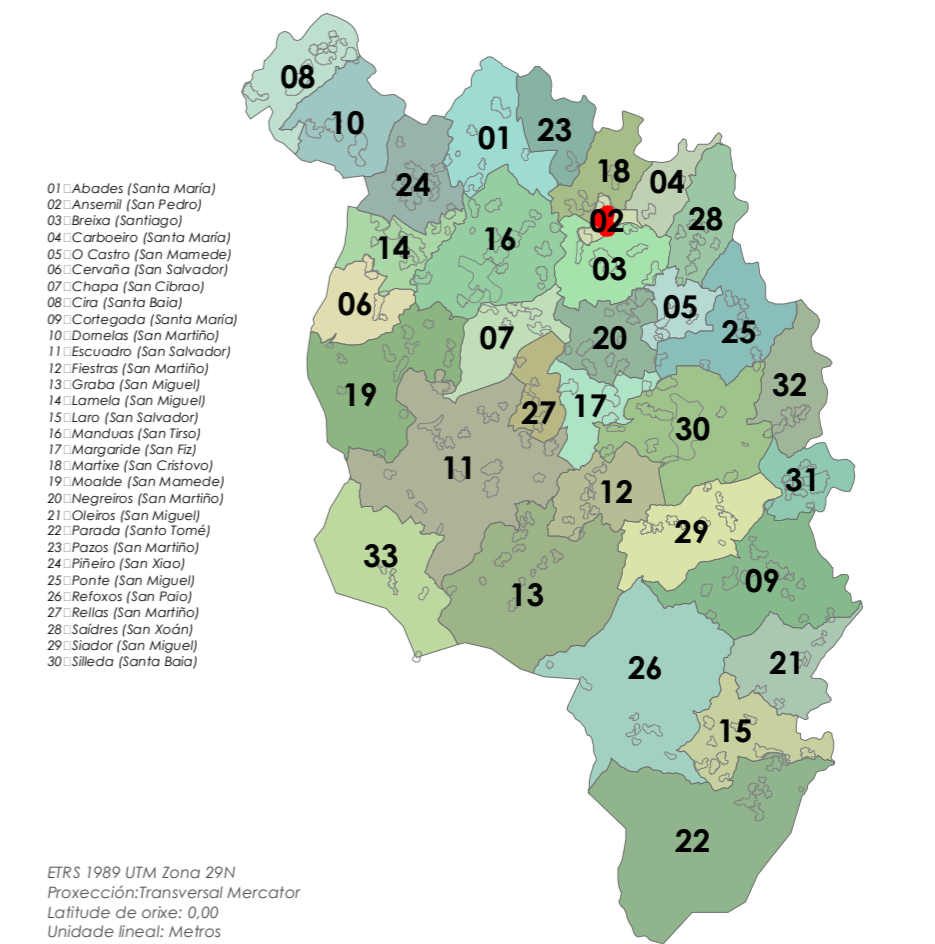 08
10
01
23
24
18
04
02
28
14
16
03
06
05
25
07
20
19
27
17
32
30
11
12
31
29
33
13
09
26
21
15
22
01 Abades (Santa María)
02 Ansemil (San Pedro)
03 Breixa (Santiago)
04 Carboeiro (Santa María)
05 O Castro (San Mamede)
06 Cervaña (San Salvador)
07 Chapa (San Cibrao)
08 Cira (Santa Baia)
09 Cortegada (Santa María)
10 Dornelas (San Martiño)
11 Escuadro (San Salvador)
12 Fiestras (San Martiño)
13 Graba (San Miguel)
14 Lamela (San Miguel)
15 Laro (San Salvador)
16 Manduas (San Tirso)
17 Margaride (San Fiz)
18 Martixe (San Cristovo)
19 Moalde (San Mamede)
20 Negreiros (San Martiño)
21 Oleiros (San Miguel)
22 Parada (Santo Tomé)
23 Pazos (San Martiño)
24 Piñeiro (San Xiao)
25 Ponte (San Miguel)
26 Refoxos (San Paio)
27 Rellas (San Martiño)
28 Saídres (San Xoán)
29 Siador (San Miguel)
30 Silleda (Santa Baia)
ETRS 1989 UTM Zona 29N
Proxección:Transversal Mercator
Latitude de orixe: 0,00
Unidade lineal: Metros